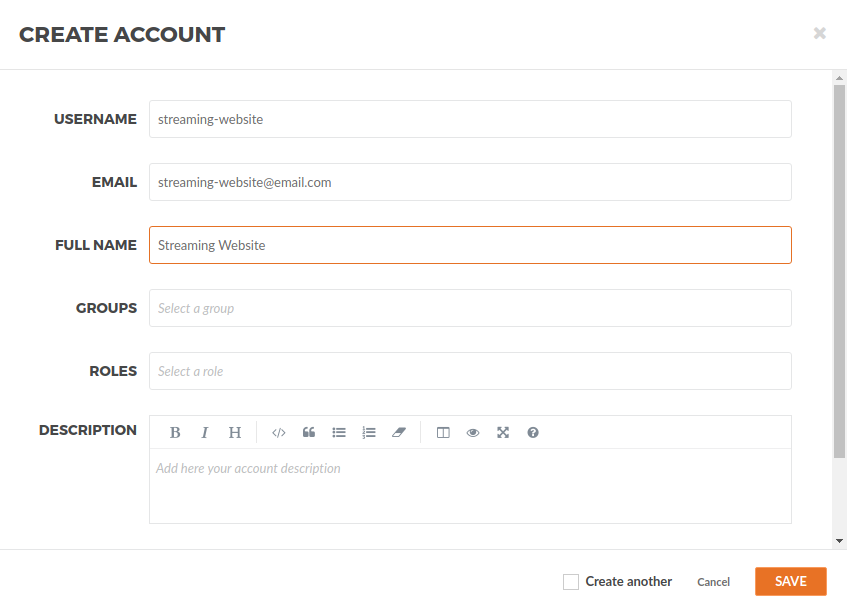 CREATE ACCOUNT
USERNAME streaming-website
EMAIL streaming-website@email.com
FULL NAME Streaming Website
GROUPS Select a group
ROLES Select a role
DESCRIPTION B I H
Add here your account description
Create another Cancel SAVE